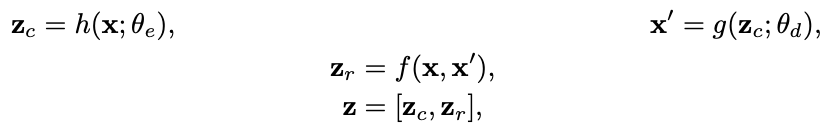 z_c = h(x; θ_e), x′ = g(z_c; θ_d),
z_r = f(x, x′),
z = [z_c, z_r],